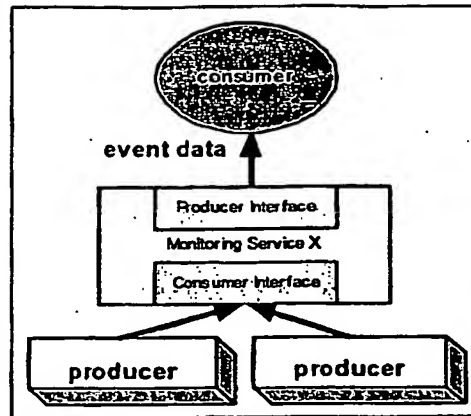 consumer
event data
Producer Interface
Monitoring Service X
Consumer Interface
producer
producer